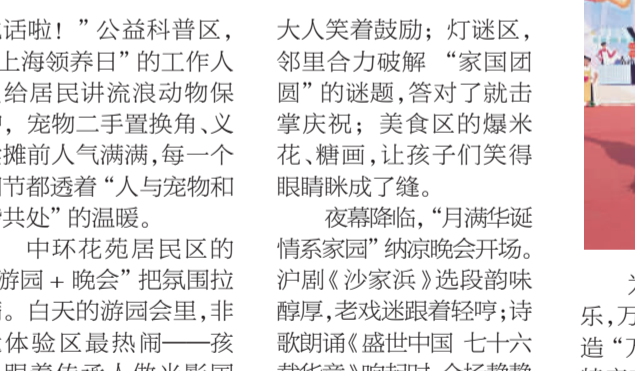 话啦！”公益科普区，
上海领养日”的工作人
给居民讲流浪动物保
，宠物二手置换角、义
摊前人气满满，每一个
节都透着“人与宠物和
共处”的温暖。
中环花苑居民区的
游园＋晚会”把氛围拉
。白天的游园会里，非
体验区最热闹——孩
大人笑着鼓励；灯谜区，
邻里合力破解 “家国团
圆”的谜题，答对了就击
掌庆祝；美食区的爆米
花、糖画，让孩子们笑得
眼睛眯成了缝。
夜幕降临，“月满华诞
情系家园”纳凉晚会开场。
沪剧《沙家浜》选段韵味
醇厚，老戏迷跟着轻哼；诗
歌朗诵《盛世中国 七十六
乐，万
造“万